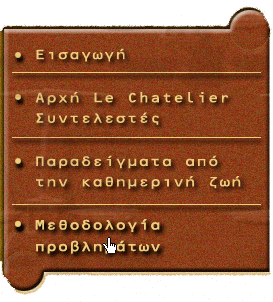 Εισαγωγή
Αρχή Le Chatelier
Συντελεστές
Παραδείγματα από
την καθημερινή ζωή
Μεθοδολογία
προβλημάτων